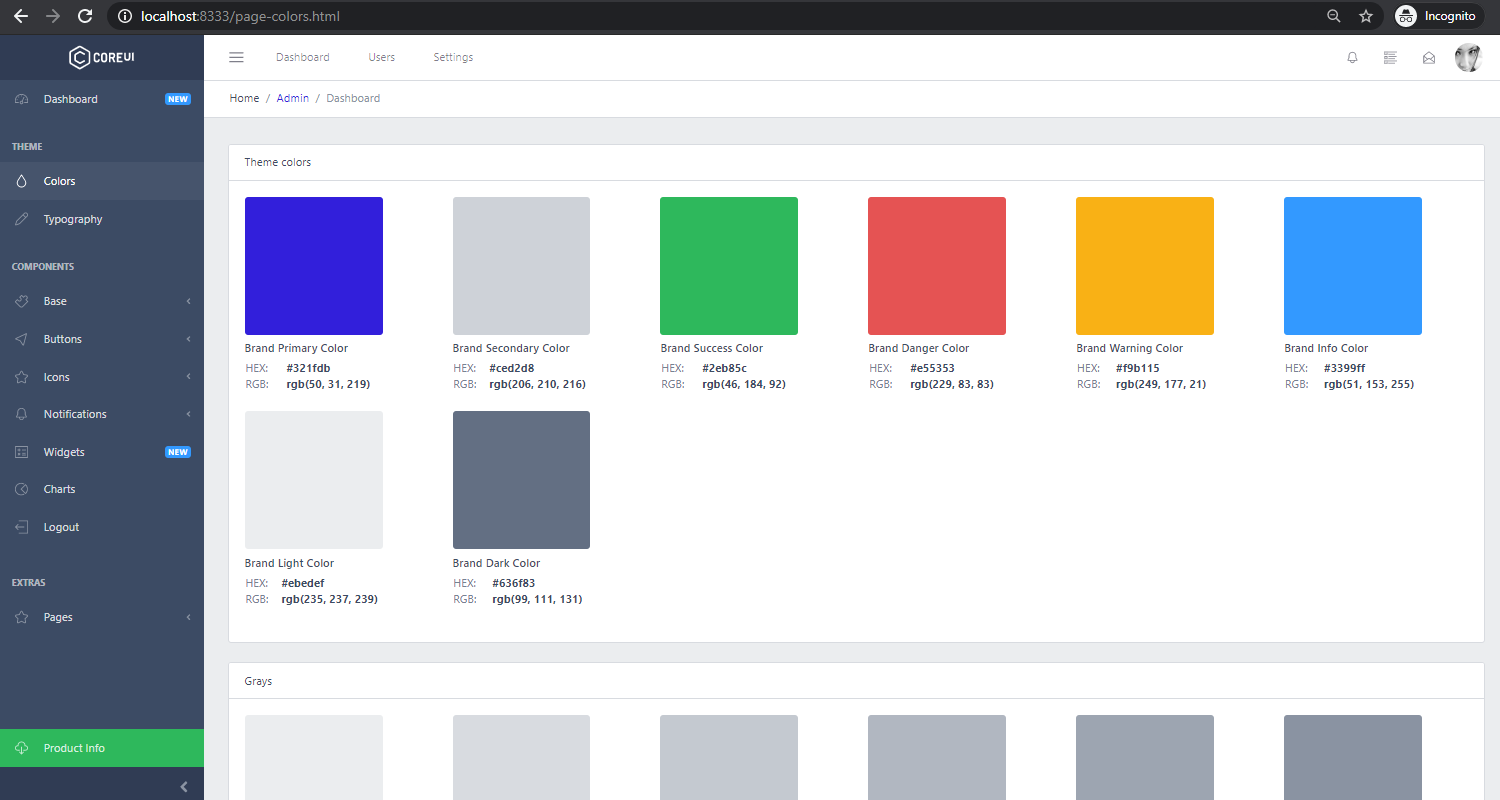 localhost:8333/page-colors.html
Incognito
COREUI
Dashboard Users Settings
Dashboard NEW
Home / Admin / Dashboard
THEME
Colors
Typography
COMPONENTS
Base
Buttons
Icons
Notifications
Widgets NEW
Charts
Logout
EXTRAS
Pages
Product Info
Theme colors
Brand Primary Color
HEX: #321fdb
RGB: rgb(50, 31, 219)
Brand Secondary Color
HEX: #ced2d8
RGB: rgb(206, 210, 216)
Brand Success Color
HEX: #2eb85c
RGB: rgb(46, 184, 92)
Brand Danger Color
HEX: #e55353
RGB: rgb(229, 83, 83)
Brand Warning Color
HEX: #f9b115
RGB: rgb(249, 177, 21)
Brand Info Color
HEX: #3399ff
RGB: rgb(51, 153, 255)
Brand Light Color
HEX: #ebedef
RGB: rgb(235, 237, 239)
Brand Dark Color
HEX: #636f83
RGB: rgb(99, 111, 131)
Grays